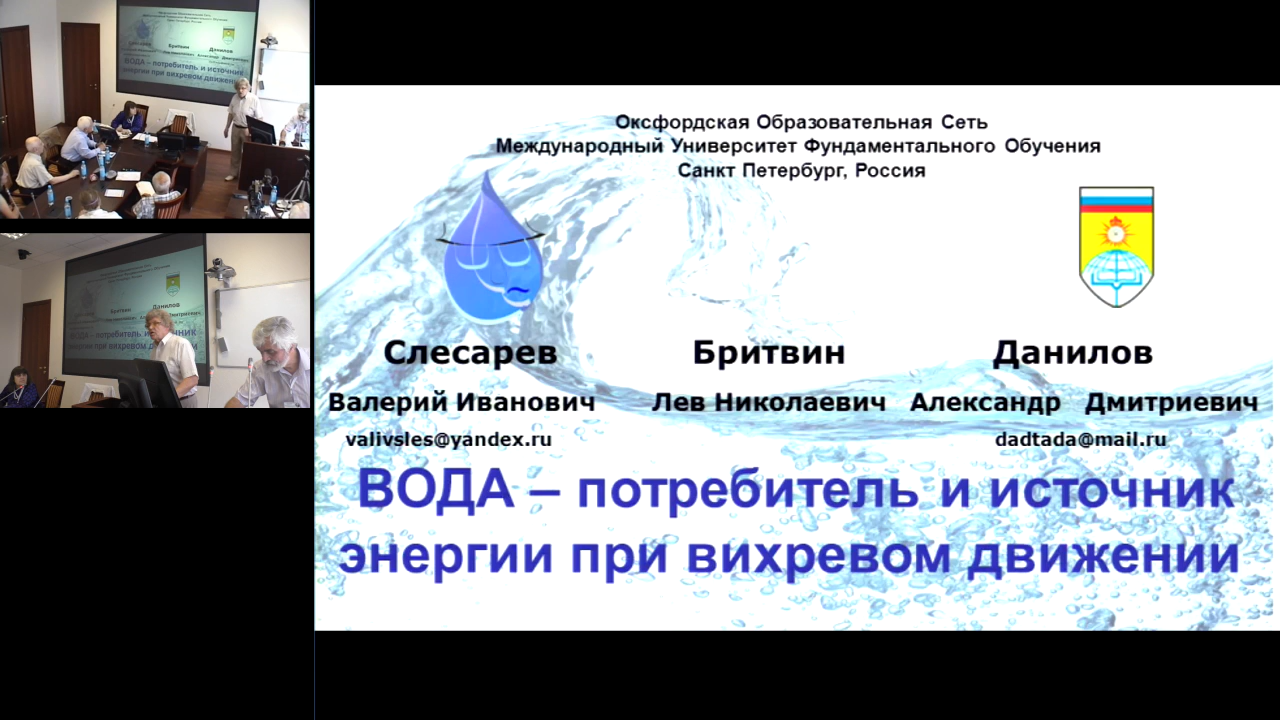 Оксфордская Образовательная Сеть
Международный Университет Фундаментального Обучения
Санкт Петербург, Россия
Слесарев Бритвин Данилов
Валерий Иванович Лев Николаевич Александр Дмитриевич
valivsles@yandex.ru dadtada@mail.ru
ВОДА – потребитель и источник
энергии при вихревом движении